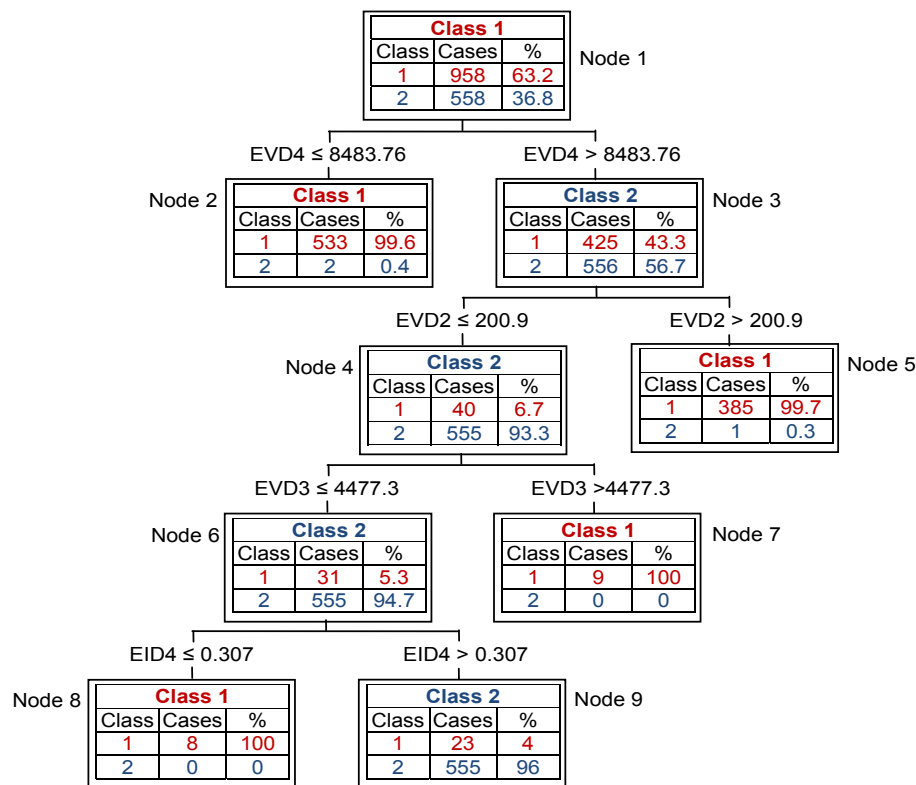 Class 1
Class Cases %
Node 1
1 958 63.2
2 558 36.8
EVD4 ≤ 8483.76 EVD4 > 8483.76
Node 2
Class 1
Class Cases %
1 533 99.6
2 2 0.4
Class 2
Node 3
Class Cases %
1 425 43.3
2 556 56.7
EVD2 ≤ 200.9 EVD2 > 200.9
Node 4
Class 2
Class Cases %
1 40 6.7
2 555 93.3
Class 1
Node 5
Class Cases %
1 385 99.7
2 1 0.3
EVD3 ≤ 4477.3 EVD3 >4477.3
Node 6
Class 2
Class Cases %
1 31 5.3
2 555 94.7
Class 1
Node 7
Class Cases %
1 9 100
2 0 0
EID4 ≤ 0.307 EID4 > 0.307
Node 8
Class 1
Class Cases %
1 8 100
2 0 0
Class 2
Node 9
Class Cases %
1 23 4
2 555 96